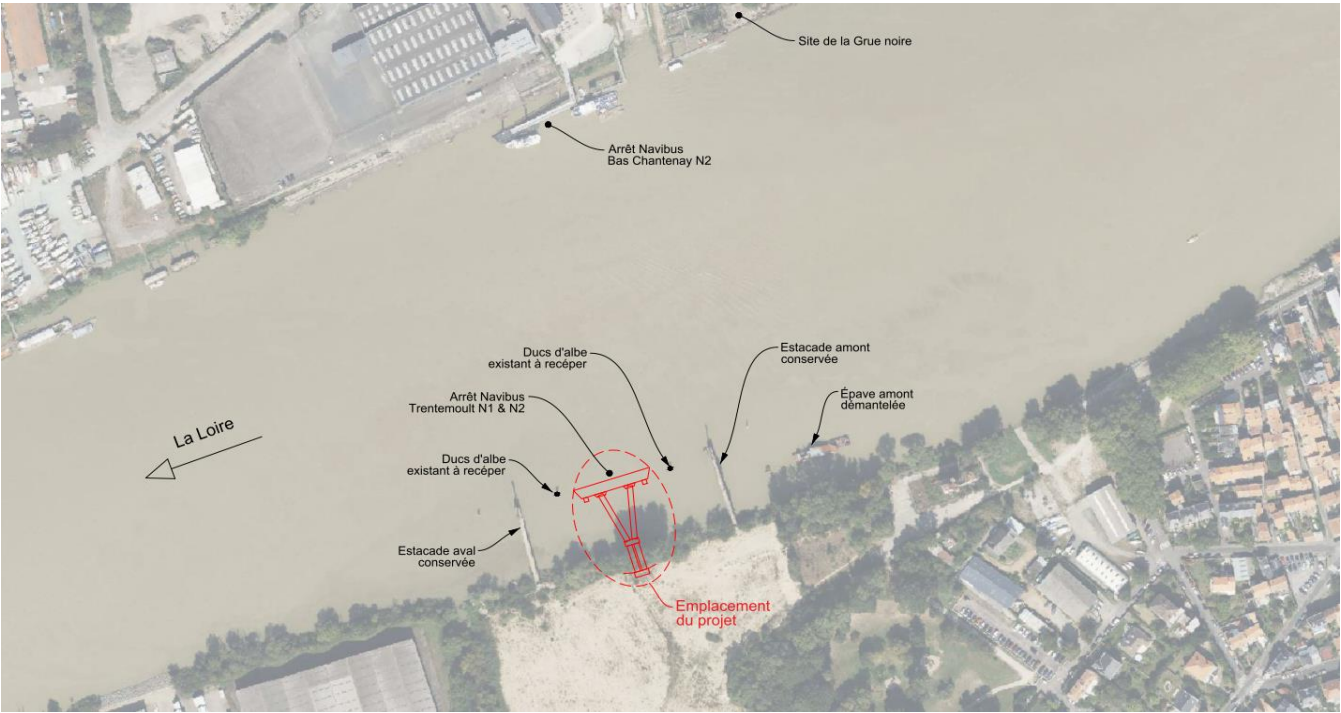 Site de la Grue noire
Arrêt Navibus
Bas Chantenay N2
Ducs d'albe
existant à recéper
Estacade amont
conservée
Arrêt Navibus
Trentemoult N1 & N2
Épave amont
démantelée
La Loire
Ducs d'albe
existant à recéper
Estacade aval
conservée
Emplacement
du projet